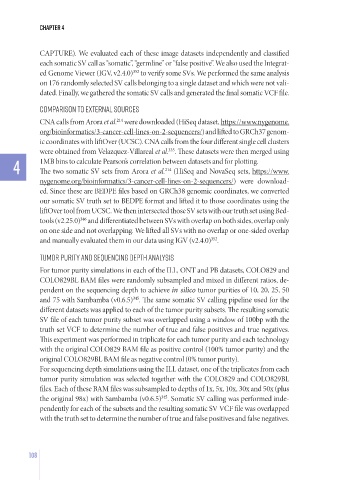 CHAPTER 4
CAPTURE). We evaluated each of these image datasets independently and classified
each somatic SV call as "somatic", "germline" or "false positive". We also used the Integrat-
ed Genome Viewer (IGV, v2.4.0)³⁹² to verify some SVs. We performed the same analysis
on 176 randomly selected SV calls belonging to a single dataset and which were not vali-
dated. Finally, we gathered the somatic SV calls and generated the final somatic VCF file.
COMPARISON TO EXTERNAL SOURCES
CNA calls from Arora et al.²¹⁴ were downloaded (HiSeq dataset, https://www.nygenome.
org/bioinformatics/3-cancer-cell-lines-on-2-sequencers/) and lifted to GRCh37 genom-
ic coordinates with liftOver (UCSC). CNA calls from the four different single cell clusters
were obtained from Velazquez-Villareal et al.³³³. These datasets were then merged using
1MB bins to calculate Pearson's correlation between datasets and for plotting.
The two somatic SV sets from Arora et al.²¹⁴ (HiSeq and NovaSeq sets, https://www.
nygenome.org/bioinformatics/3-cancer-cell-lines-on-2-sequencers/) were download-
ed. Since these are BEDPE files based on GRCh38 genomic coordinates, we converted
our somatic SV truth set to BEDPE format and lifted it to those coordinates using the
liftOver tool from UCSC. We then intersected those SV sets with our truth set using Bed-
tools (v2.25.0)³⁴⁶ and differentiated between SVs with overlap on both sides, overlap only
on one side and not overlapping. We lifted all SVs with no overlap or one-sided overlap
and manually evaluated them in our data using IGV (v2.4.0)³⁹².
4
TUMOR PURITY AND SEQUENCING DEPTH ANALYSIS
For tumor purity simulations in each of the ILL, ONT and PB datasets, COLO829 and
COLO829BL BAM files were randomly subsampled and mixed in different ratios, de-
pendent on the sequencing depth to achieve in silico tumor purities of 10, 20, 25, 50
and 75 with Sambamba (v0.6.5)³⁴⁵. The same somatic SV calling pipeline used for the
different datasets was applied to each of the tumor purity subsets. The resulting somatic
SV file of each tumor purity subset was overlapped using a window of 100bp with the
truth set VCF to determine the number of true and false positives and true negatives.
This experiment was performed in triplicate for each tumor purity and each technology
with the original COLO829 BAM file as positive control (100% tumor purity) and the
original COLO829BL BAM file as negative control (0% tumor purity).
For sequencing depth simulations using the ILL dataset, one of the triplicates from each
tumor purity simulation was selected together with the COLO829 and COLO829BL
files. Each of these BAM files was subsampled to depths of 1x, 5x, 10x, 30x and 50x (plus
the original 98x) with Sambamba (v0.6.5)³⁴⁵. Somatic SV calling was performed inde-
pendently for each of the subsets and the resulting somatic SV VCF file was overlapped
with the truth set to determine the number of true and false positives and false negatives.
108